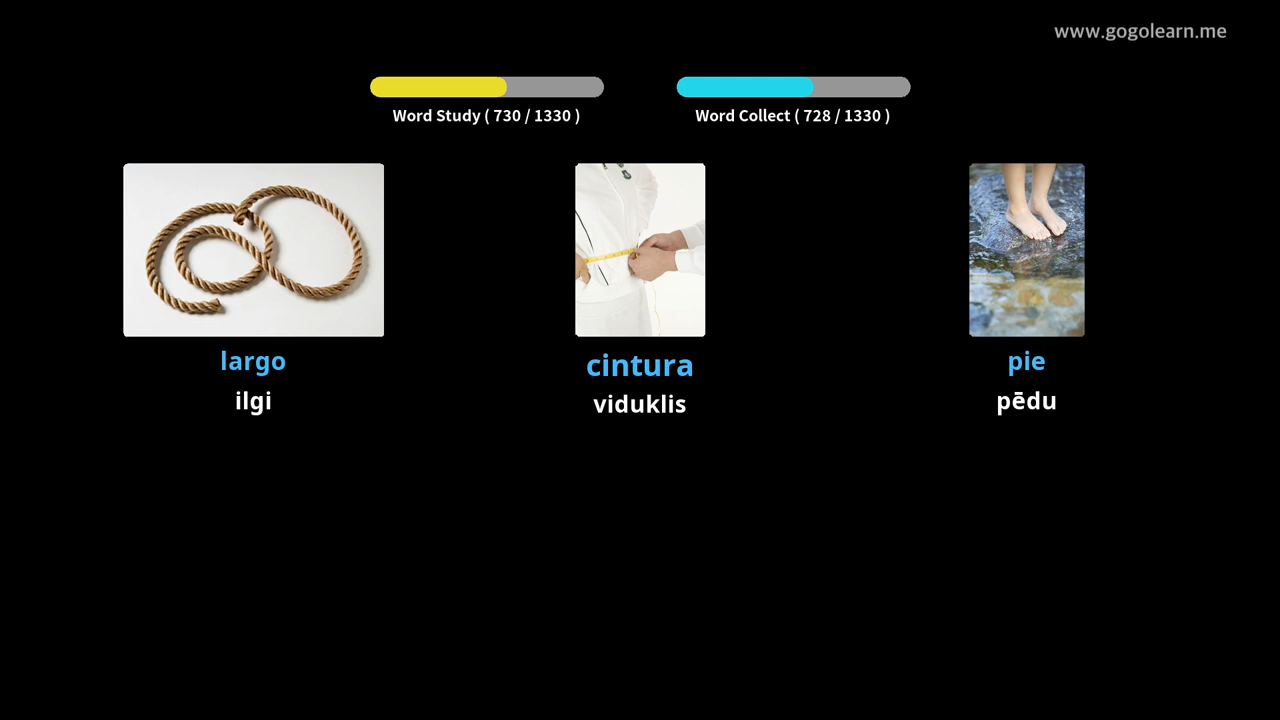 www.gogolearn.me
Word Study ( 730 / 1330 )
Word Collect ( 728 / 1330 )
largo
ilgi
cintura
viduklis
pie
pēdu